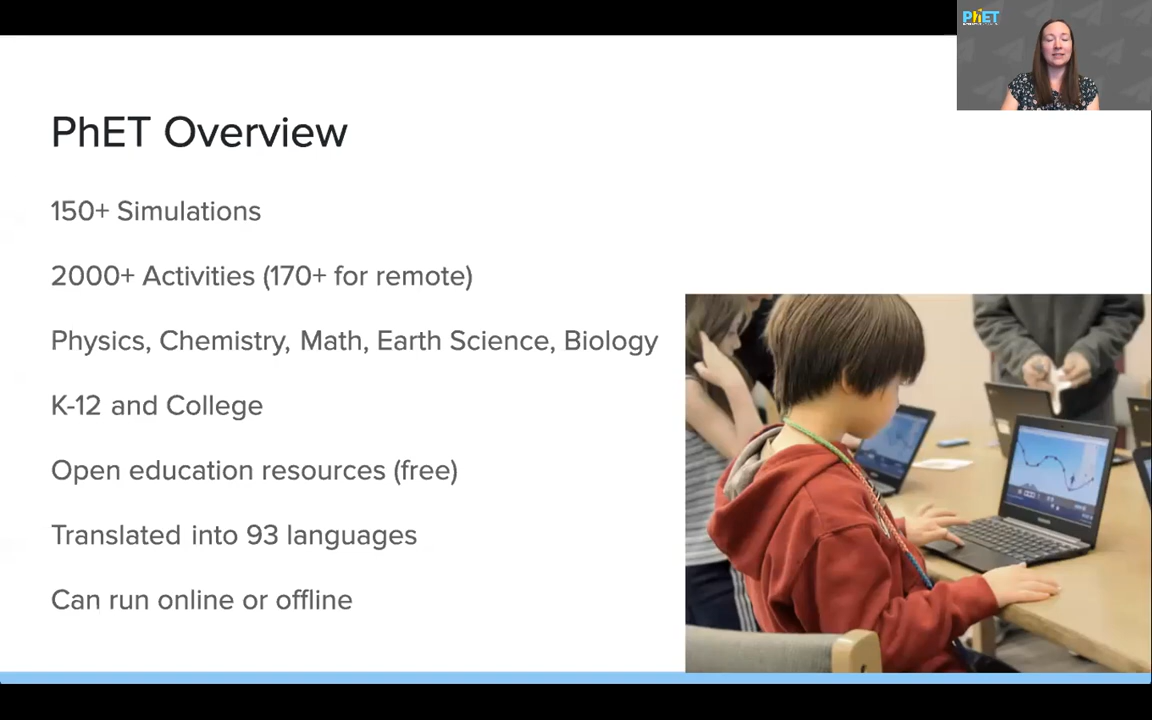 PhET
PhET Overview
150+ Simulations
2000+ Activities (170+ for remote)
Physics, Chemistry, Math, Earth Science, Biology
K-12 and College
Open education resources (free)
Translated into 93 languages
Can run online or offline